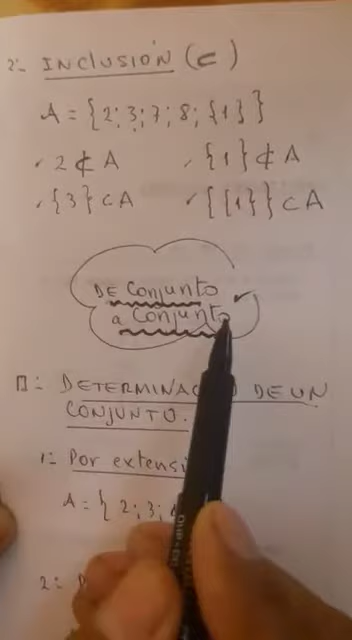 2.- INCLUSIÓN (⊂)
A = {2; 3; 7; 8; {1}}
✓ 2 ⊄ A ✓ {1} ⊄ A
✓ {3} ⊂ A ✓ {{1}} ⊂ A
DE Conjunto ✓
a Conjunto
II: DETERMINAC DE UN
CONJUNTO.
1: Por extensi
A = { 2; 3;
2: